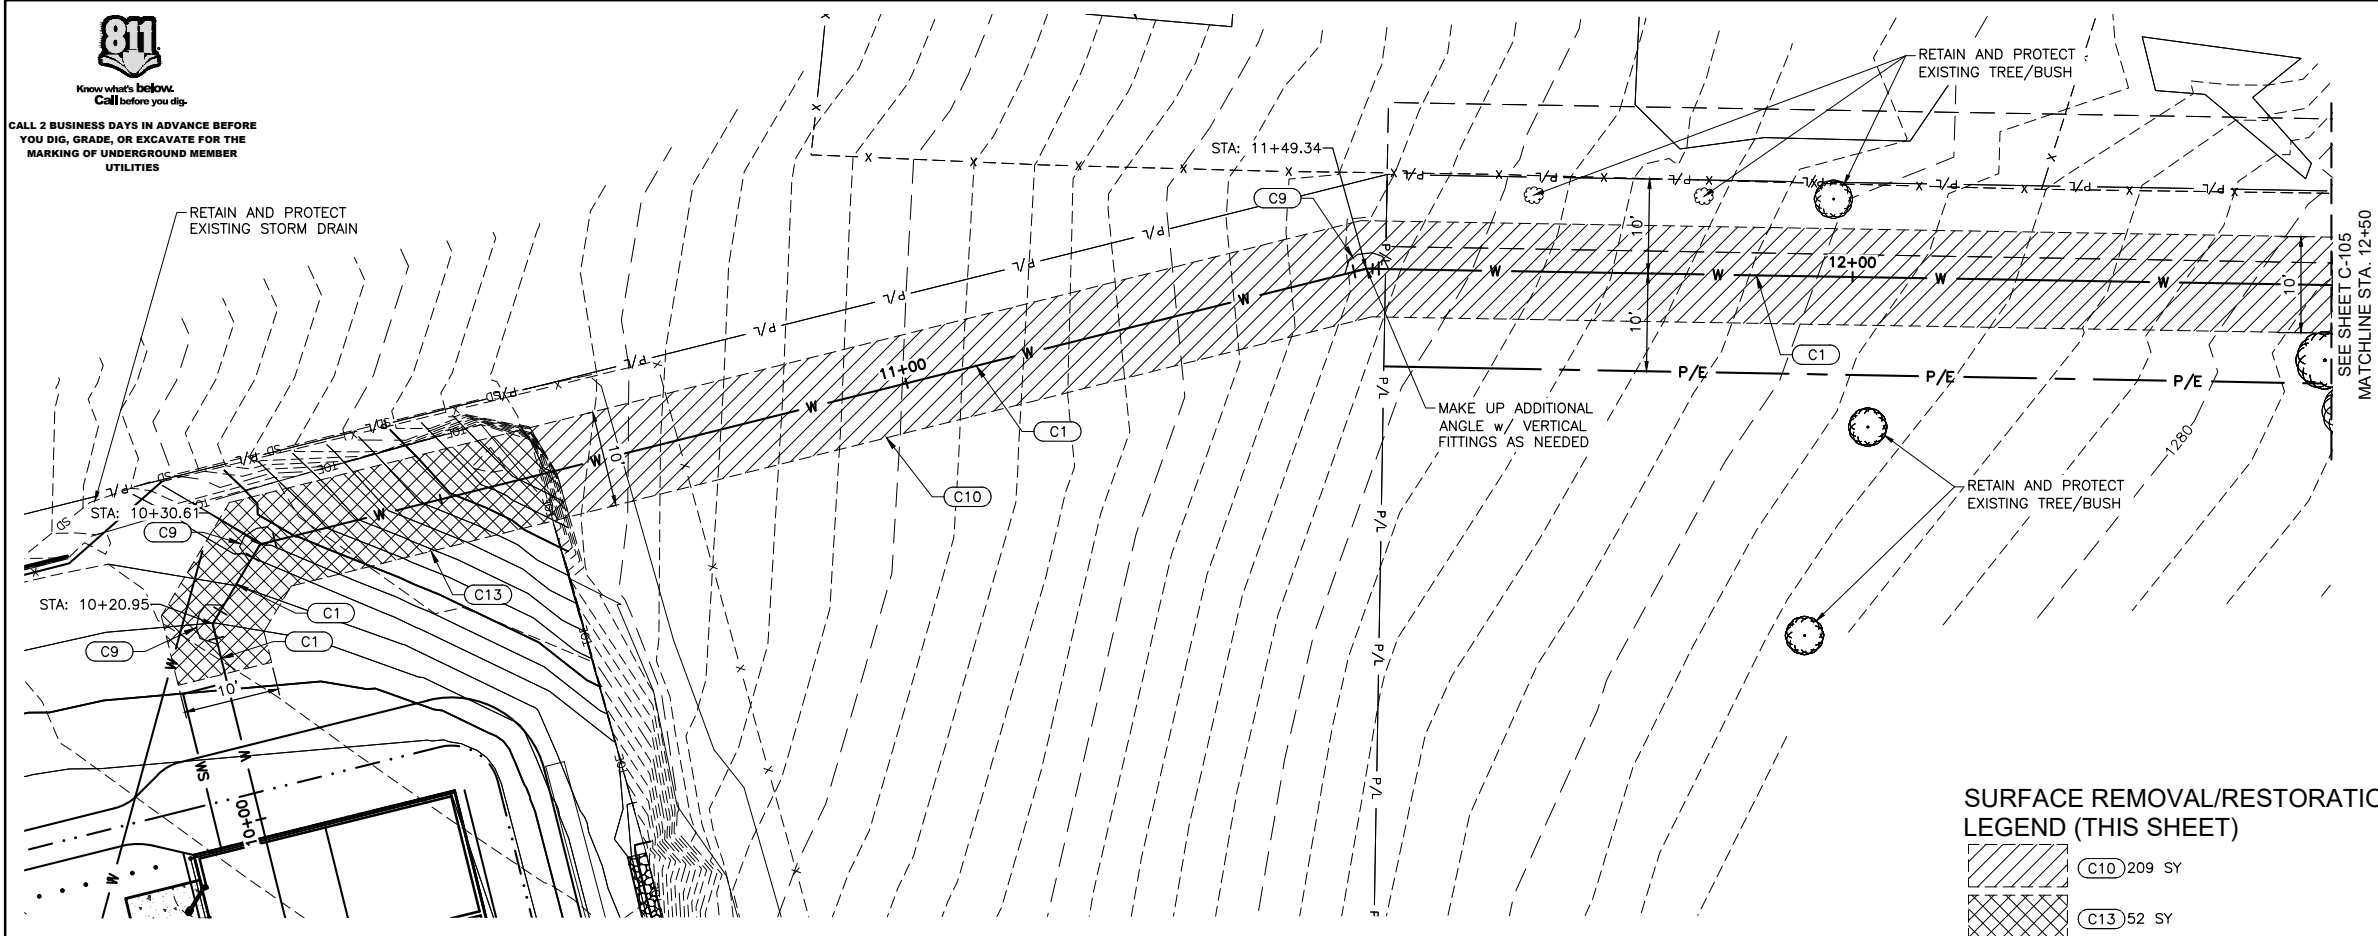 811
Know what's below.
Call before you dig.
CALL 2 BUSINESS DAYS IN ADVANCE BEFORE
YOU DIG, GRADE, OR EXCAVATE FOR THE
MARKING OF UNDERGROUND MEMBER
UTILITIES
RETAIN AND PROTECT
EXISTING STORM DRAIN
RETAIN AND PROTECT
EXISTING TREE/BUSH
STA: 11+49.34
C9
10'
10'
12+00
10'
SEE SHEET C-105
MATCHLINE STA. 12+50
C1
P/E
P/E
P/E
11+00
C1
MAKE UP ADDITIONAL
ANGLE w/ VERTICAL
FITTINGS AS NEEDED
1280
C10
10'
RETAIN AND PROTECT
EXISTING TREE/BUSH
STA: 10+30.61
C9
C13
STA: 10+20.95
C1
C1
C9
10'
WS
W
10+00
P/L
P/L
P/L
P/L
W
W
W
W
SURFACE REMOVAL/RESTORATIO
LEGEND (THIS SHEET)
C10 209 SY
C13 52 SY